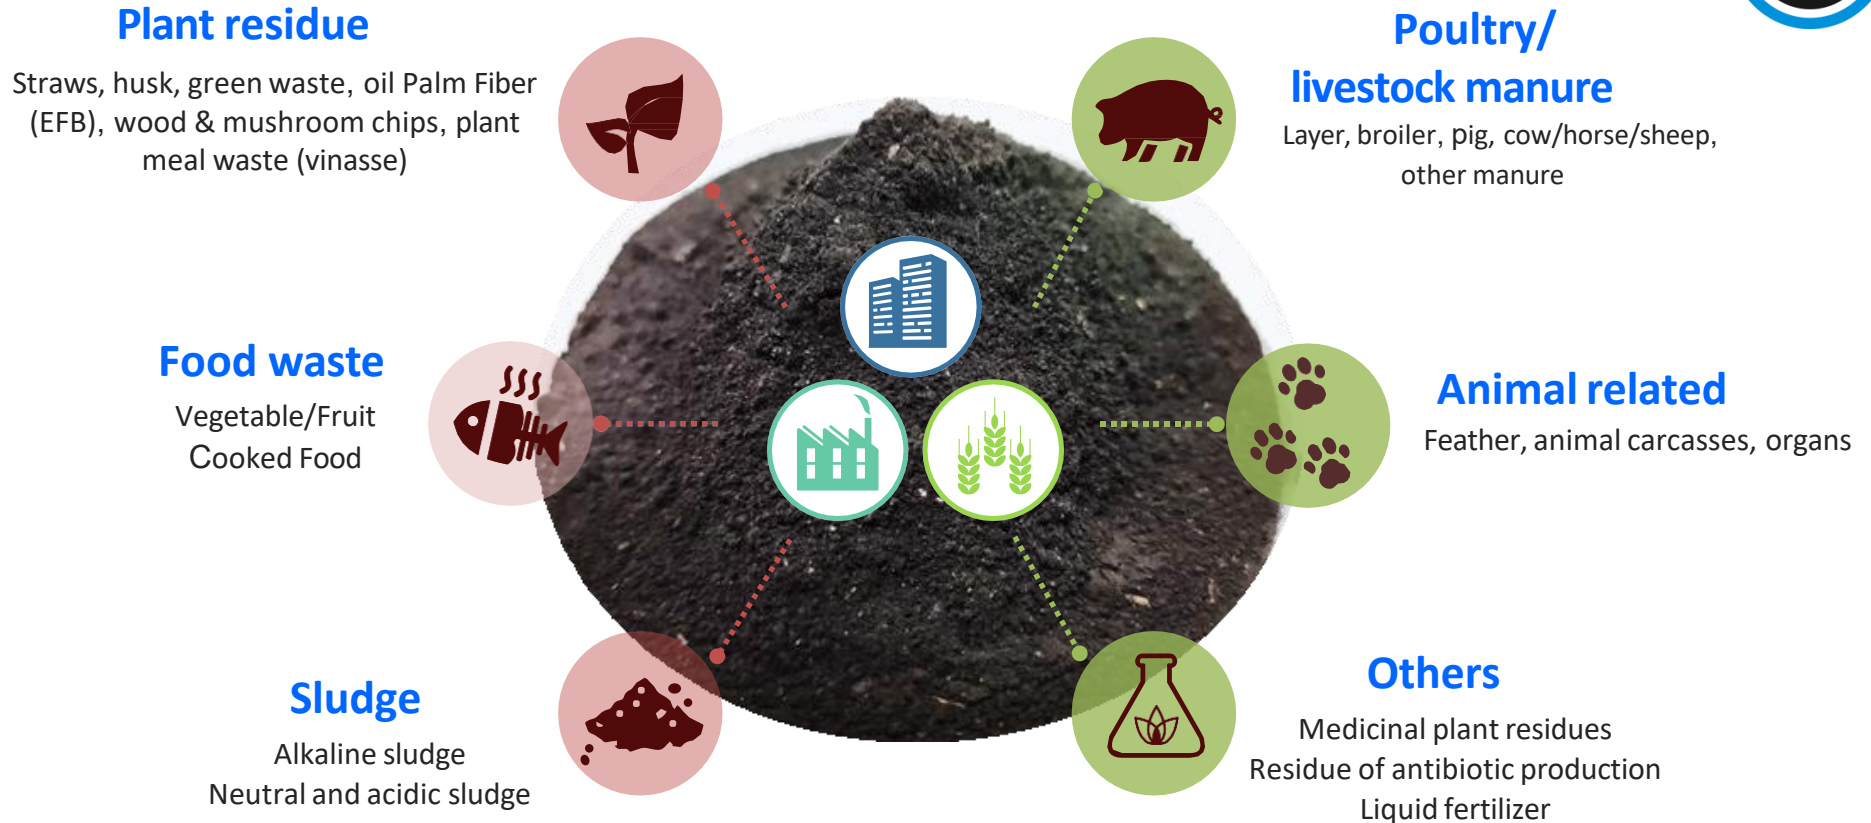 Plant residue
Straws, husk, green waste, oil Palm Fiber
(EFB), wood & mushroom chips, plant
meal waste (vinasse)
Poultry/
livestock manure
Layer, broiler, pig, cow/horse/sheep,
other manure
Food waste
Vegetable/Fruit
Cooked Food
Animal related
Feather, animal carcasses, organs
Sludge
Alkaline sludge
Neutral and acidic sludge
Others
Medicinal plant residues
Residue of antibiotic production
Liquid fertilizer